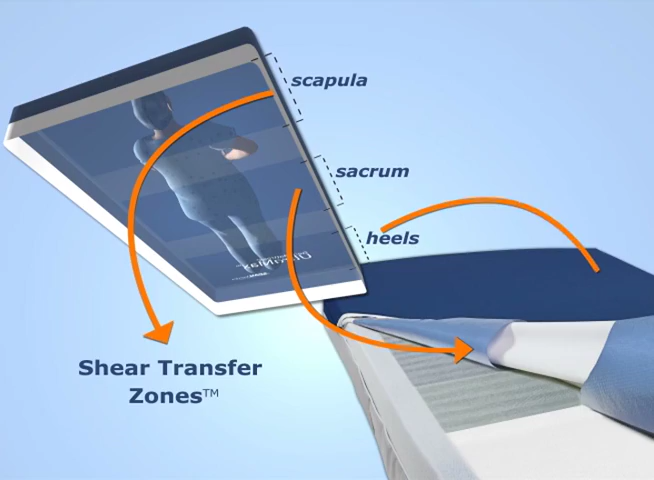 scapula
sacrum
heels
Shear Transfer
Zones™